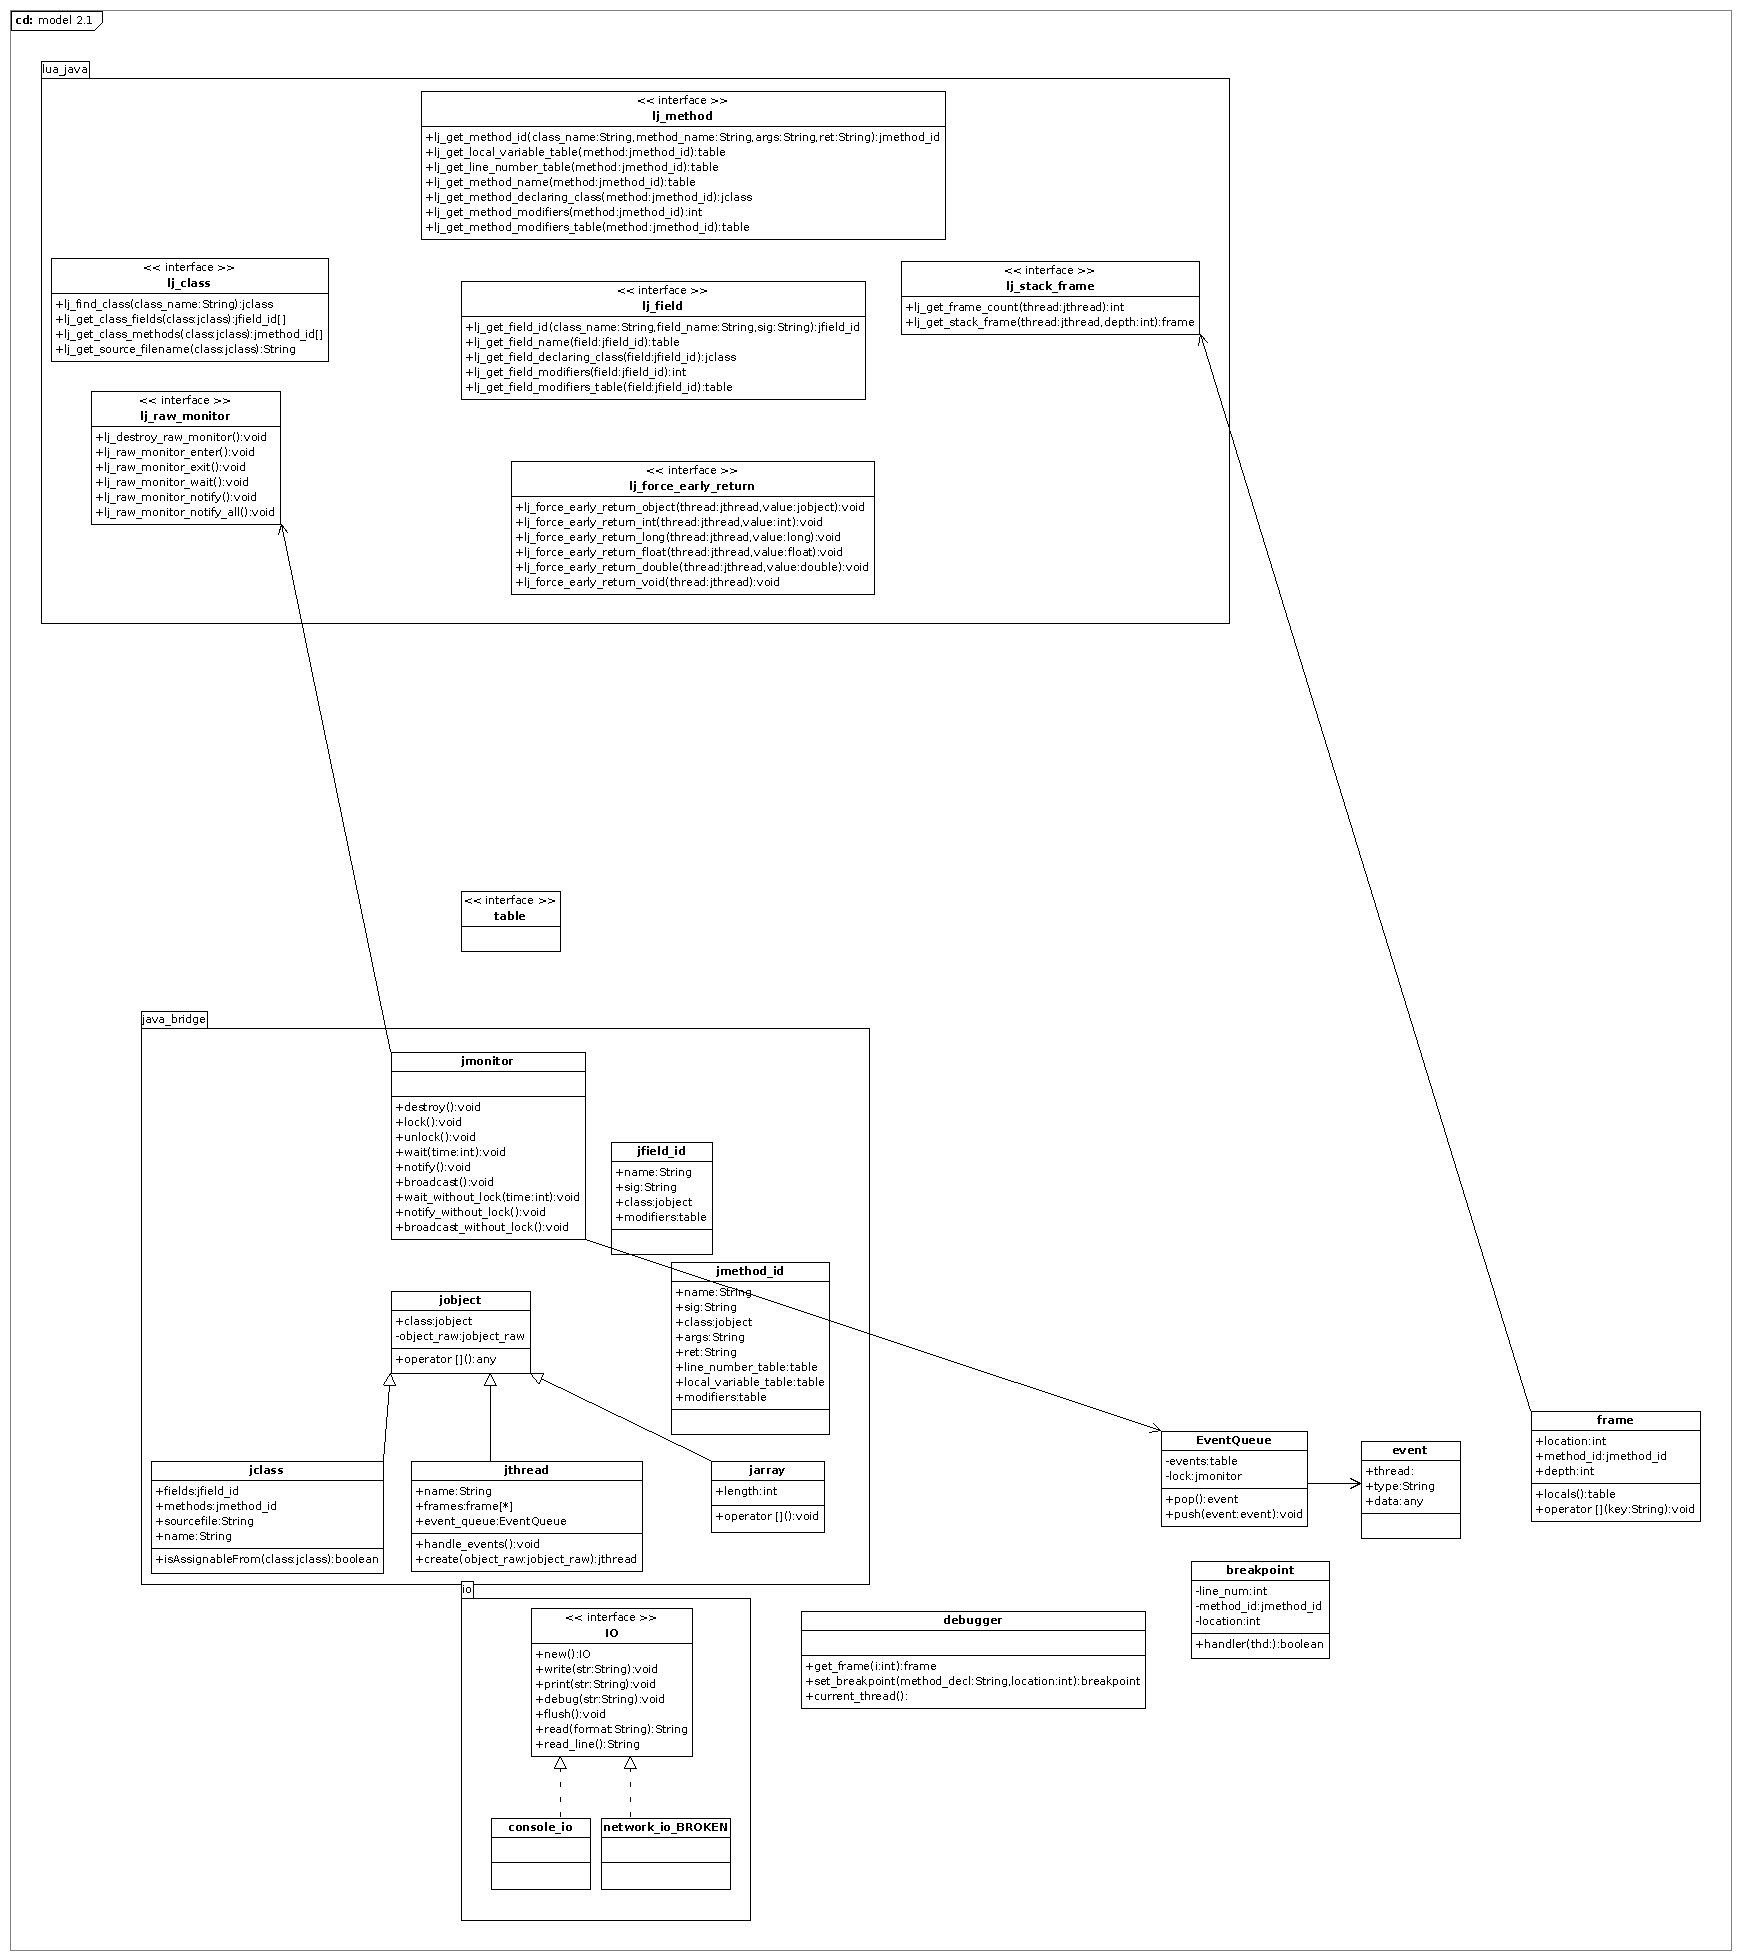 cd: model 2.1
lua_java
<< interface >>
lj_method
+lj_get_method_id(class_name:String,method_name:String,args:String,ret:String):jmethod_id
+lj_get_local_variable_table(method:jmethod_id):table
+lj_get_line_number_table(method:jmethod_id):table
+lj_get_method_name(method:jmethod_id):table
+lj_get_method_declaring_class(method:jmethod_id):jclass
+lj_get_method_modifiers(method:jmethod_id):int
+lj_get_method_modifiers_table(method:jmethod_id):table
<< interface >>
lj_class
+lj_find_class(class_name:String):jclass
+lj_get_class_fields(class:jclass):jfield_id[]
+lj_get_class_methods(class:jclass):jmethod_id[]
+lj_get_source_filename(class:jclass):String
<< interface >>
lj_field
+lj_get_field_id(class_name:String,field_name:String,sig:String):jfield_id
+lj_get_field_name(field:jfield_id):table
+lj_get_field_declaring_class(field:jfield_id):jclass
+lj_get_field_modifiers(field:jfield_id):int
+lj_get_field_modifiers_table(field:jfield_id):table
<< interface >>
lj_stack_frame
+lj_get_frame_count(thread:jthread):int
+lj_get_stack_frame(thread:jthread,depth:int):frame
<< interface >>
lj_raw_monitor
+lj_destroy_raw_monitor():void
+lj_raw_monitor_enter():void
+lj_raw_monitor_exit():void
+lj_raw_monitor_wait():void
+lj_raw_monitor_notify():void
+lj_raw_monitor_notify_all():void
<< interface >>
lj_force_early_return
+lj_force_early_return_object(thread:jthread,value:jobject):void
+lj_force_early_return_int(thread:jthread,value:int):void
+lj_force_early_return_long(thread:jthread,value:long):void
+lj_force_early_return_float(thread:jthread,value:float):void
+lj_force_early_return_double(thread:jthread,value:double):void
+lj_force_early_return_void(thread:jthread):void
<< interface >>
table
java_bridge
jmonitor
+destroy():void
+lock():void
+unlock():void
+wait(time:int):void
+notify():void
+broadcast():void
+wait_without_lock(time:int):void
+notify_without_lock():void
+broadcast_without_lock():void
jfield_id
+name:String
+sig:String
+class:jobject
+modifiers:table
jmethod_id
+name:String
+sig:String
+class:jobject
+args:String
+ret:String
+line_number_table:table
+local_variable_table:table
+modifiers:table
jobject
+class:jobject
-object_raw:jobject_raw
+operator []():any
jclass
+fields:jfield_id
+methods:jmethod_id
+sourcefile:String
+name:String
+isAssignableFrom(class:jclass):boolean
jthread
+name:String
+frames:frame[*]
+event_queue:EventQueue
+handle_events():void
+create(object_raw:jobject_raw):jthread
jarray
+length:int
+operator []():void
EventQueue
-events:table
-lock:jmonitor
+pop():event
+push(event:event):void
event
+thread:
+type:String
+data:any
frame
+location:int
+method_id:jmethod_id
+depth:int
+locals():table
+operator [](key:String):void
breakpoint
-line_num:int
-method_id:jmethod_id
-location:int
+handler(thd:):boolean
debugger
+get_frame(i:int):frame
+set_breakpoint(method_decl:String,location:int):breakpoint
+current_thread():
io
<< interface >>
IO
+new():IO
+write(str:String):void
+print(str:String):void
+debug(str:String):void
+flush():void
+read(format:String):String
+read_line():String
console_io
network_io_BROKEN